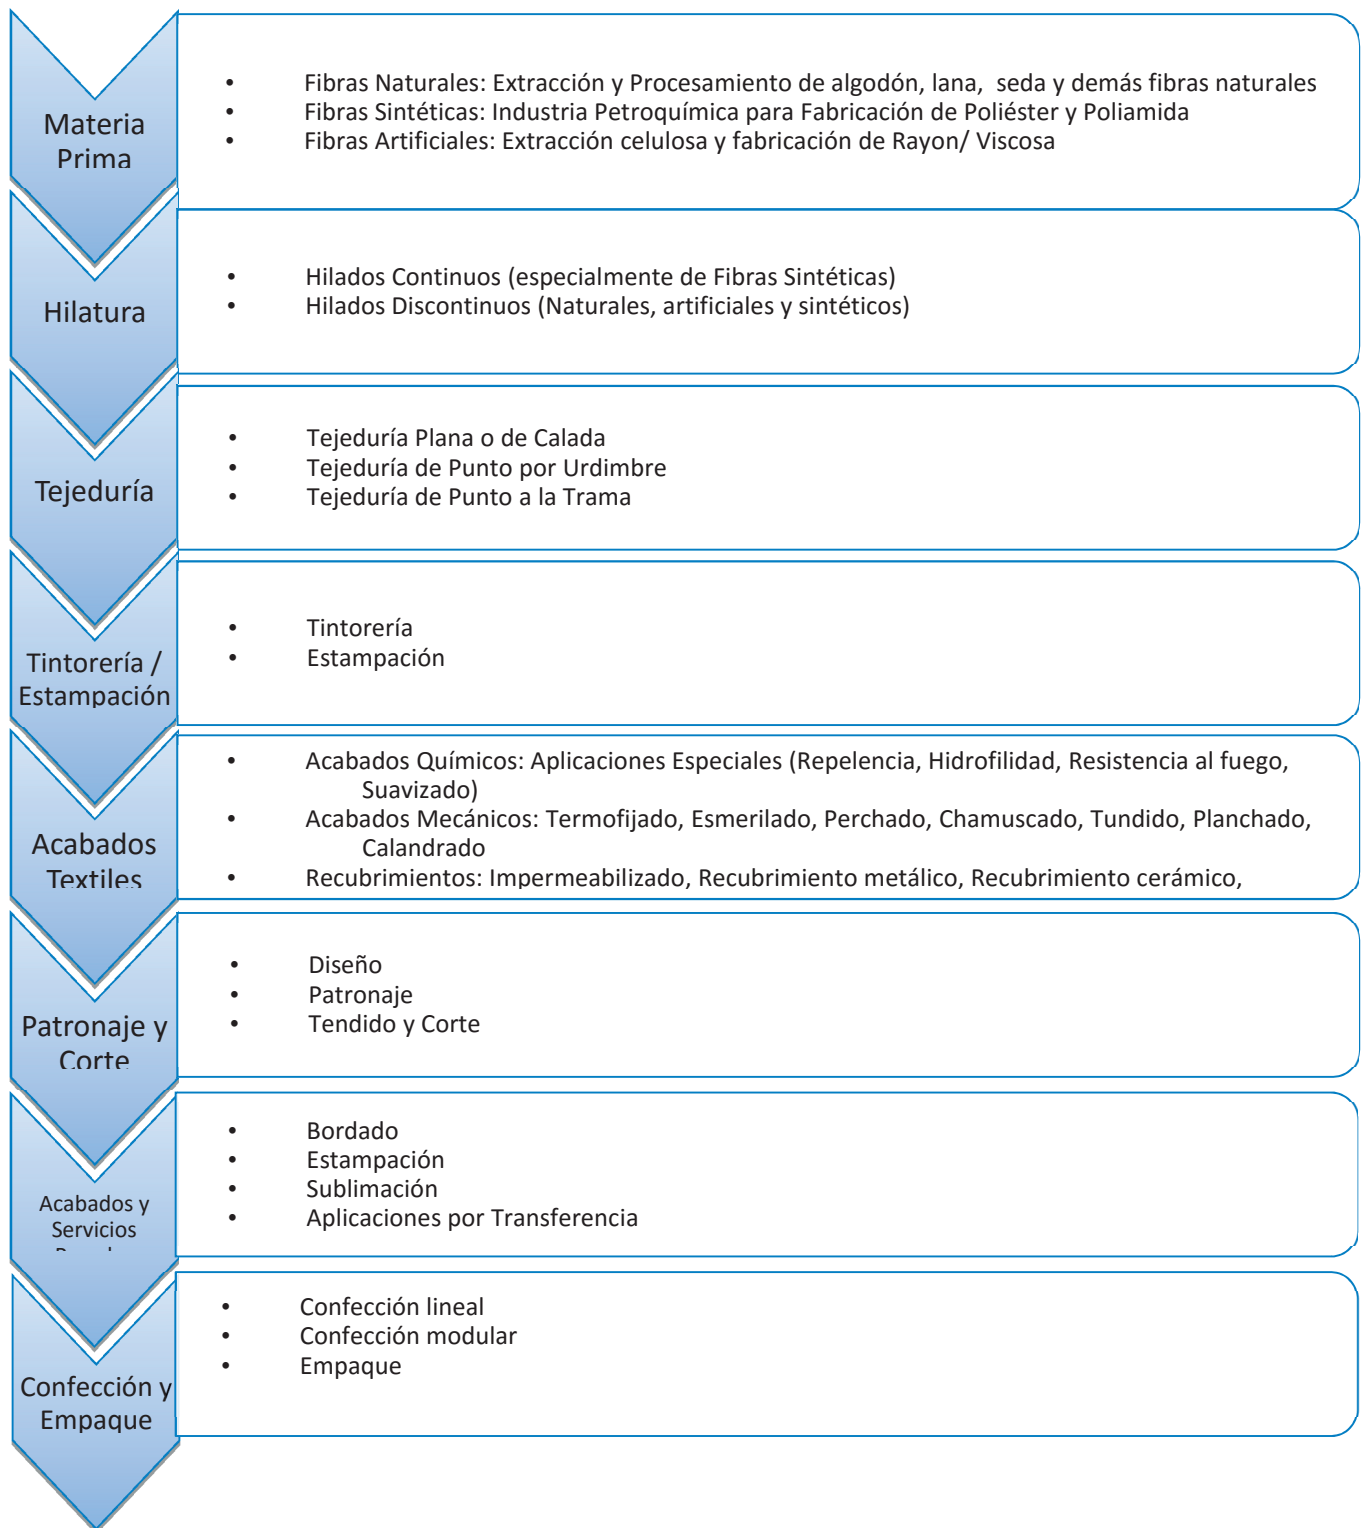 Materia
Prima
• Fibras Naturales: Extracción y Procesamiento de algodón, lana, seda y demás fibras naturales
• Fibras Sintéticas: Industria Petroquímica para Fabricación de Poliéster y Poliamida
• Fibras Artificiales: Extracción celulosa y fabricación de Rayon/ Viscosa
Hilatura
• Hilados Continuos (especialmente de Fibras Sintéticas)
• Hilados Discontinuos (Naturales, artificiales y sintéticos)
Tejeduría
• Tejeduría Plana o de Calada
• Tejeduría de Punto por Urdimbre
• Tejeduría de Punto a la Trama
Tintorería /
Estampación
• Tintorería
• Estampación
Acabados
Textiles
• Acabados Químicos: Aplicaciones Especiales (Repelencia, Hidrofilidad, Resistencia al fuego,
Suavizado)
• Acabados Mecánicos: Termofijado, Esmerilado, Perchado, Chamuscado, Tundido, Planchado,
Calandrado
• Recubrimientos: Impermeabilizado, Recubrimiento metálico, Recubrimiento cerámico,
Patronaje y
Corte
• Diseño
• Patronaje
• Tendido y Corte
Acabados y
Servicios
• Bordado
• Estampación
• Sublimación
• Aplicaciones por Transferencia
Confección y
Empaque
• Confección lineal
• Confección modular
• Empaque